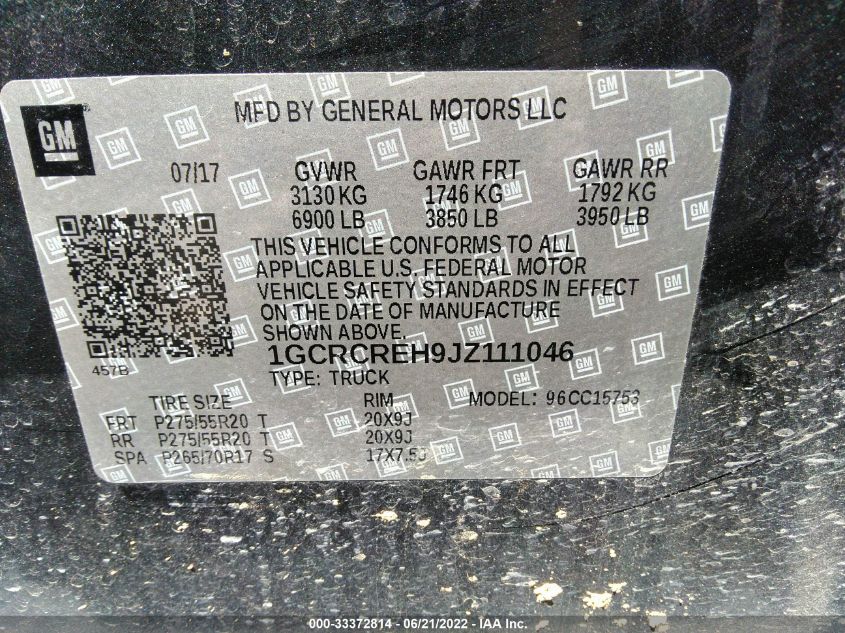 MFD BY GENERAL MOTORS LLC
GM
07/17 GVWR GAWR FRT GAWR RR
3130 KG 1746 KG 1792 KG
6900 LB 3850 LB 3950 LB
THIS VEHICLE CONFORMS TO ALL
APPLICABLE U.S. FEDERAL MOTOR
VEHICLE SAFETY STANDARDS IN EFFECT
ON THE DATE OF MANUFACTURE
SHOWN ABOVE.
1GCRCREH9JZ111046
457B
TYPE: TRUCK
TIRE SIZE RIM MODEL: 96CC15753
FRT P275/55R20 T 20X9J
RR P275/55R20 T 20X9J
SPA P265/70R17 S 17X7.5J
000-33372814 - 06/21/2022 - IAA Inc.